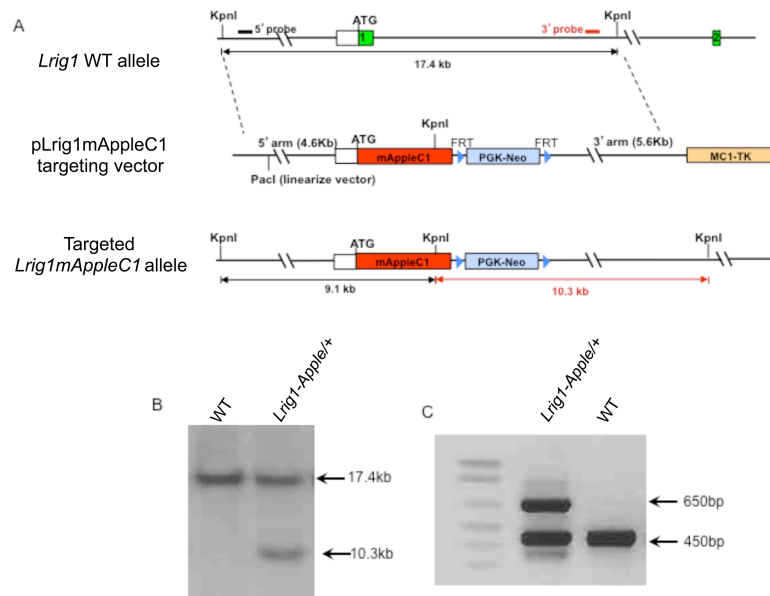 A
KpnI
ATG
KpnI
5' probe
3' probe
1
2
Lrig1 WT allele
17.4 kb
KpnI
5' arm (4.6Kb)
ATG
FRT
FRT
3' arm (5.6Kb)
pLrig1mAppleC1
targeting vector
mAppleC1
PGK-Neo
MC1-TK
PacI (linearize vector)
Targeted
Lrig1mAppleC1 allele
KpnI
ATG
KpnI
KpnI
mAppleC1
PGK-Neo
9.1 kb
10.3 kb
B
WT
Lrig1-Apple/+
17.4kb
10.3kb
C
Lrig1-Apple/+
WT
650bp
450bp